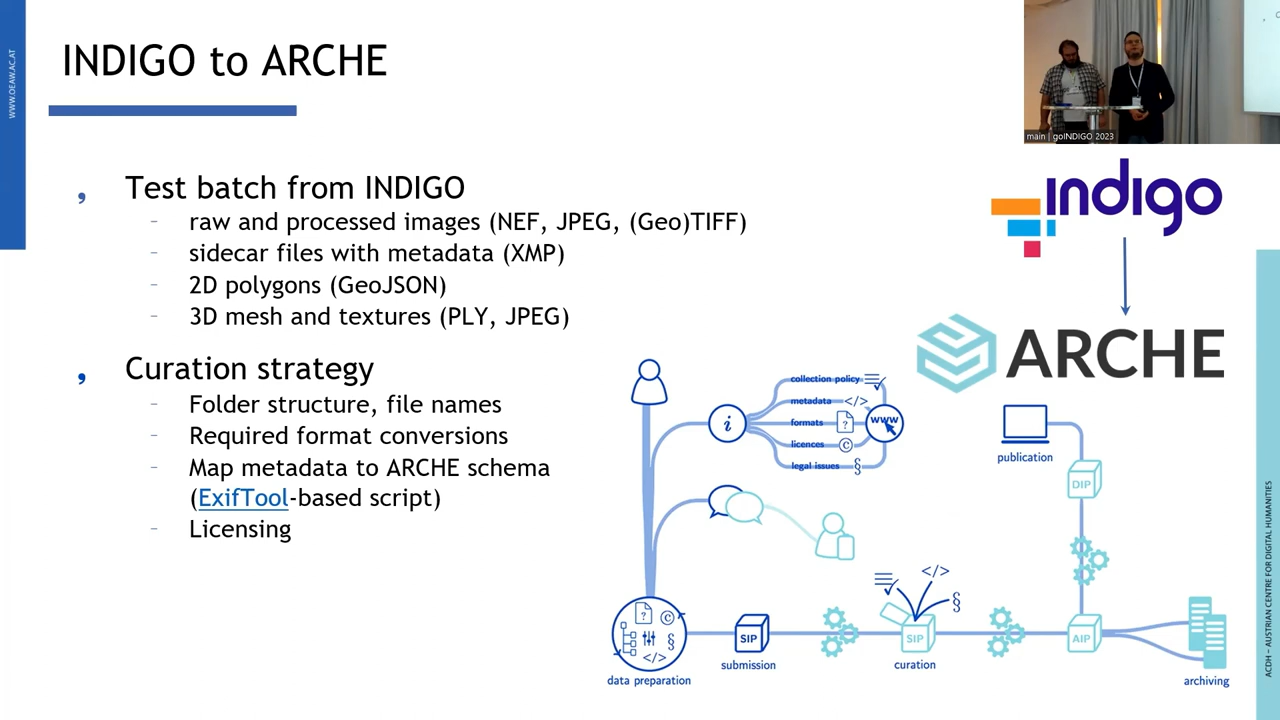 WWW.OEAW.AC.AT
INDIGO to ARCHE
main | goINDIGO 2023
, Test batch from INDIGO
- raw and processed images (NEF, JPEG, (Geo)TIFF)
- sidecar files with metadata (XMP)
- 2D polygons (GeoJSON)
- 3D mesh and textures (PLY, JPEG)
, Curation strategy
- Folder structure, file names
- Required format conversions
- Map metadata to ARCHE schema
(ExifTool-based script)
- Licensing
indigo
ARCHE
i
collection policy
metadata </>
formats ?
licences ©
legal issues §
www
publication
DIP
</>
§
? ©
§
</>
SIP
SIP
AIP
data preparation
submission
curation
archiving
ACDH – AUSTRIAN CENTRE FOR DIGITAL HUMANITIES